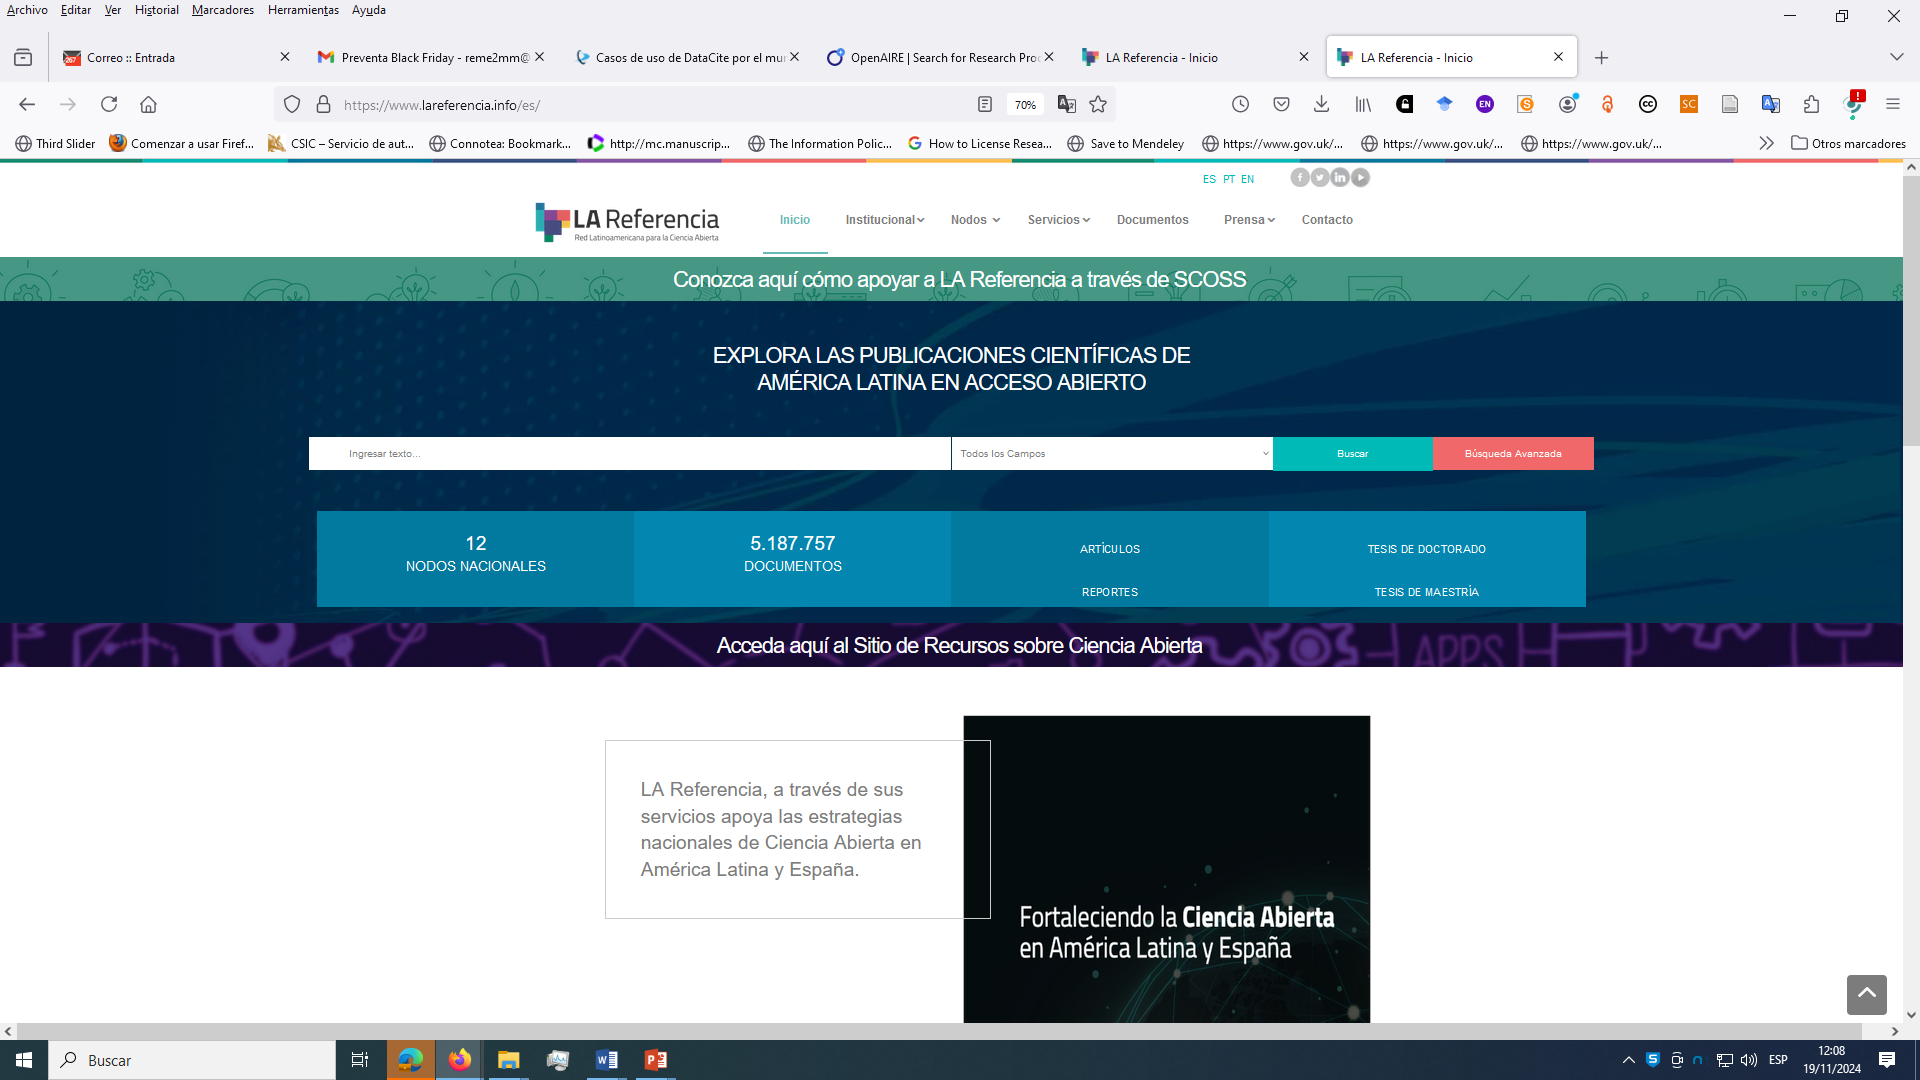 Archivo Editar Ver Historial Marcadores Herramientas Ayuda
267 Correo :: Entrada
Preventa Black Friday - reme2mm@
Casos de uso de DataCite por el mun
OpenAIRE | Search for Research Proc
LA Referencia - Inicio
LA Referencia - Inicio
https://www.lareferencia.info/es/
70%
EN
CC
SC
Third Slider
Comenzar a usar Firef...
CSIC – Servicio de aut...
Connotea: Bookmark...
http://mc.manuscrip...
The Information Polic...
How to License Resea...
Save to Mendeley
https://www.gov.uk/...
https://www.gov.uk/...
https://www.gov.uk/...
Otros marcadores
ES PT EN
LA Referencia
Red Latinoamericana para la Ciencia Abierta
Inicio Institucional Nodos Servicios Documentos Prensa Contacto
Conozca aquí cómo apoyar a LA Referencia a través de SCOSS
EXPLORA LAS PUBLICACIONES CIENTÍFICAS DE
AMÉRICA LATINA EN ACCESO ABIERTO
Ingresar texto... Todos los Campos Buscar Búsqueda Avanzada
12
NODOS NACIONALES
5.187.757
DOCUMENTOS
ARTÍCULOS
REPORTES
TESIS DE DOCTORADO
TESIS DE MAESTRÍA
APPS
Acceda aquí al Sitio de Recursos sobre Ciencia Abierta
LA Referencia, a través de sus
servicios apoya las estrategias
nacionales de Ciencia Abierta en
América Latina y España.
Fortaleciendo la Ciencia Abierta
en América Latina y España
Buscar
ESP
12:08
19/11/2024